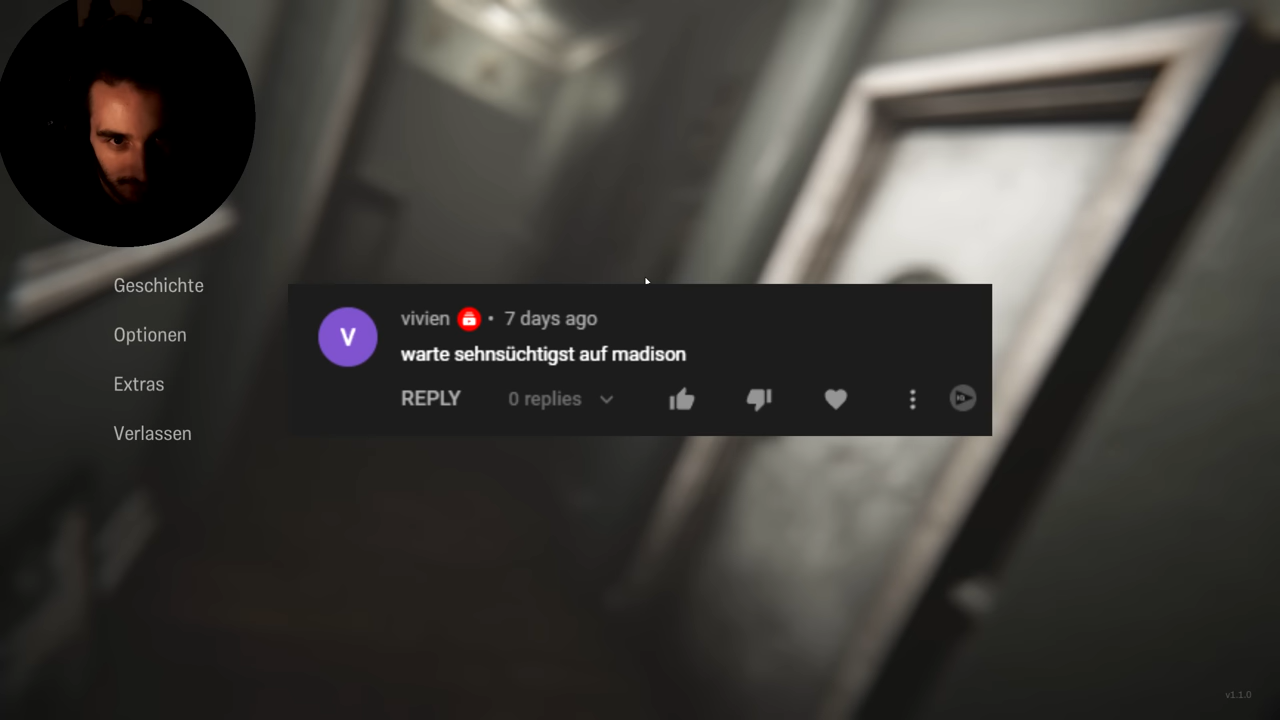 Geschichte
Optionen
Extras
Verlassen
V
vivien • 7 days ago
warte sehnsüchtigst auf madison
REPLY 0 replies
v1.1.0